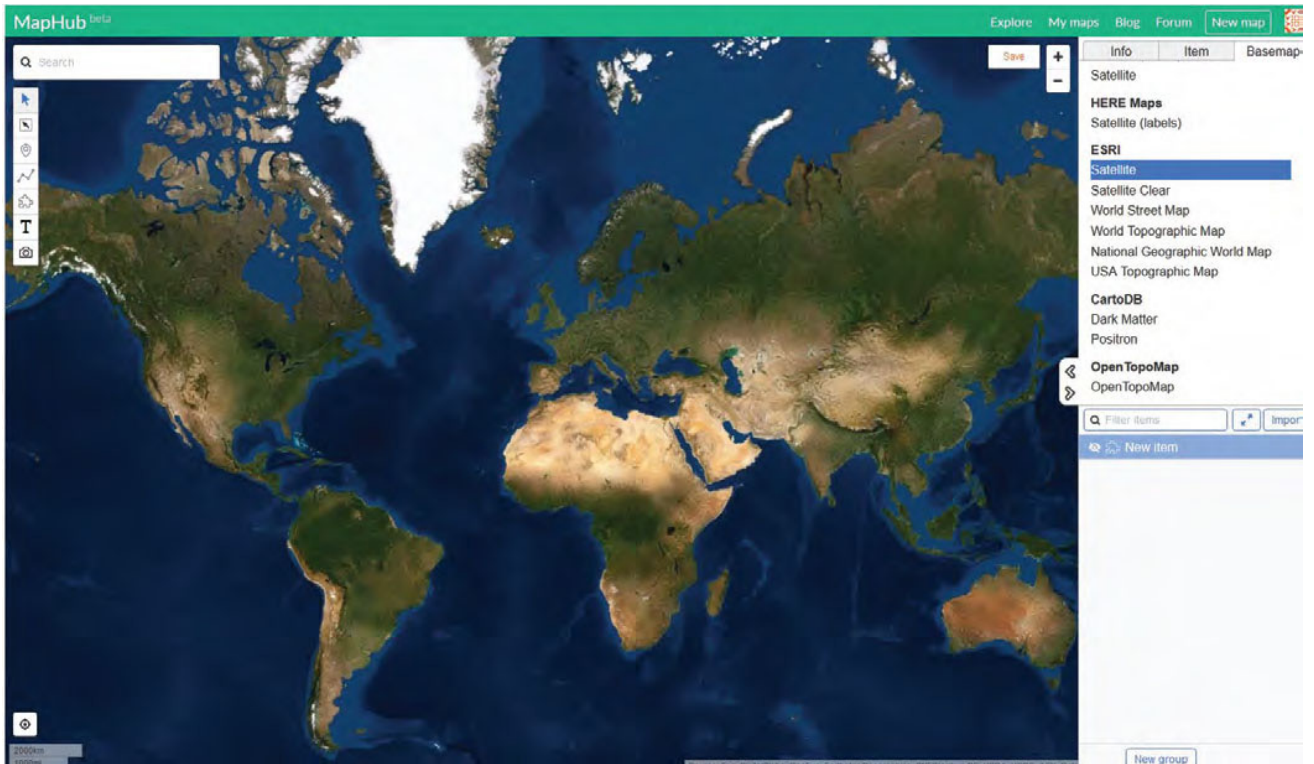 MapHub beta
Explore My maps Blog Forum New map
Search
Save
+
−
T
Info Item Basemap
Satellite
HERE Maps
Satellite (labels)
ESRI
Satellite
Satellite Clear
World Street Map
World Topographic Map
National Geographic World Map
USA Topographic Map
CartoDB
Dark Matter
Positron
OpenTopoMap
OpenTopoMap
Filter items
Import
New item
2000km
New group